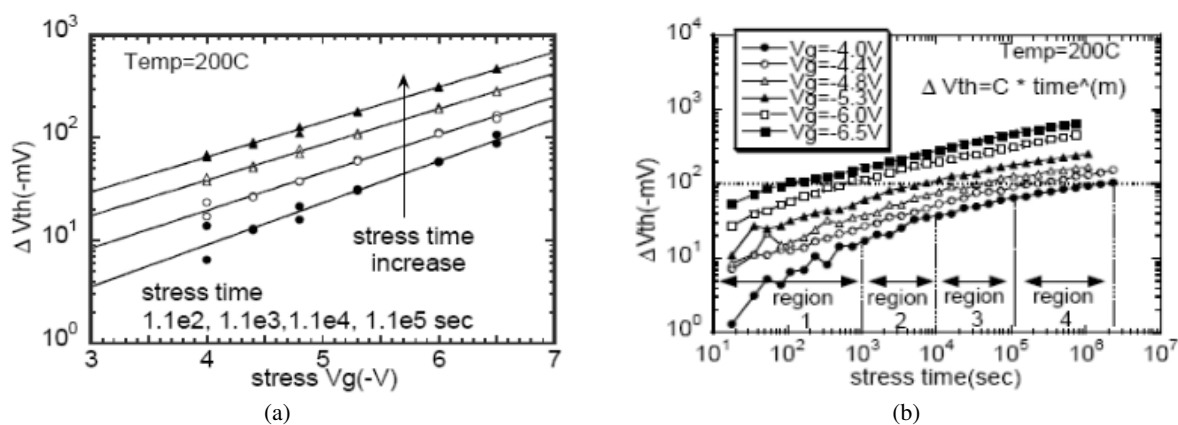 10^3
10^2
10^1
10^0
Δ Vth(-mV)
Temp=200C
stress time
increase
stress time
1.1e2, 1.1e3,1.1e4, 1.1e5 sec
3 4 5 6 7
stress Vg(-V)
(a)
10^4
10^3
10^2
10^1
10^0
ΔVth(-mV)
Vg=-4.0V
Vg=-4.4V
Vg=-4.8V
Vg=-5.3V
Vg=-6.0V
Vg=-6.5V
Temp=200C
Δ Vth=C * time^(m)
region 1
region 2
region 3
region 4
10^1 10^2 10^3 10^4 10^5 10^6 10^7
stress time(sec)
(b)